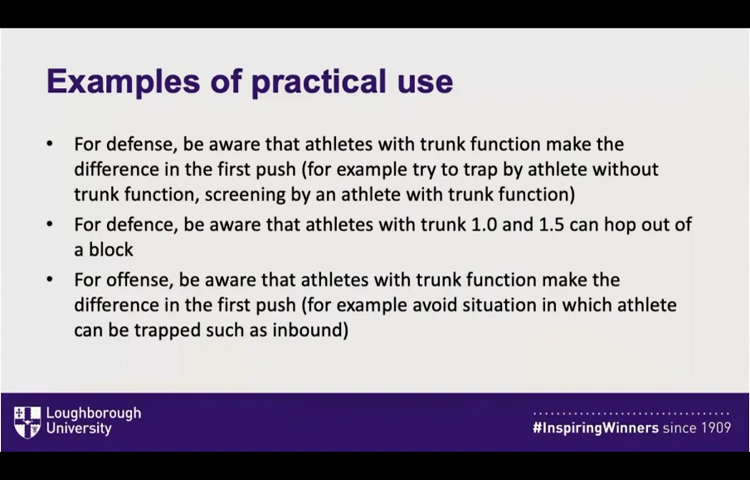 Examples of practical use
• For defense, be aware that athletes with trunk function make the
difference in the first push (for example try to trap by athlete without
trunk function, screening by an athlete with trunk function)
• For defence, be aware that athletes with trunk 1.0 and 1.5 can hop out of
a block
• For offense, be aware that athletes with trunk function make the
difference in the first push (for example avoid situation in which athlete
can be trapped such as inbound)
Loughborough
University
#InspiringWinners since 1909